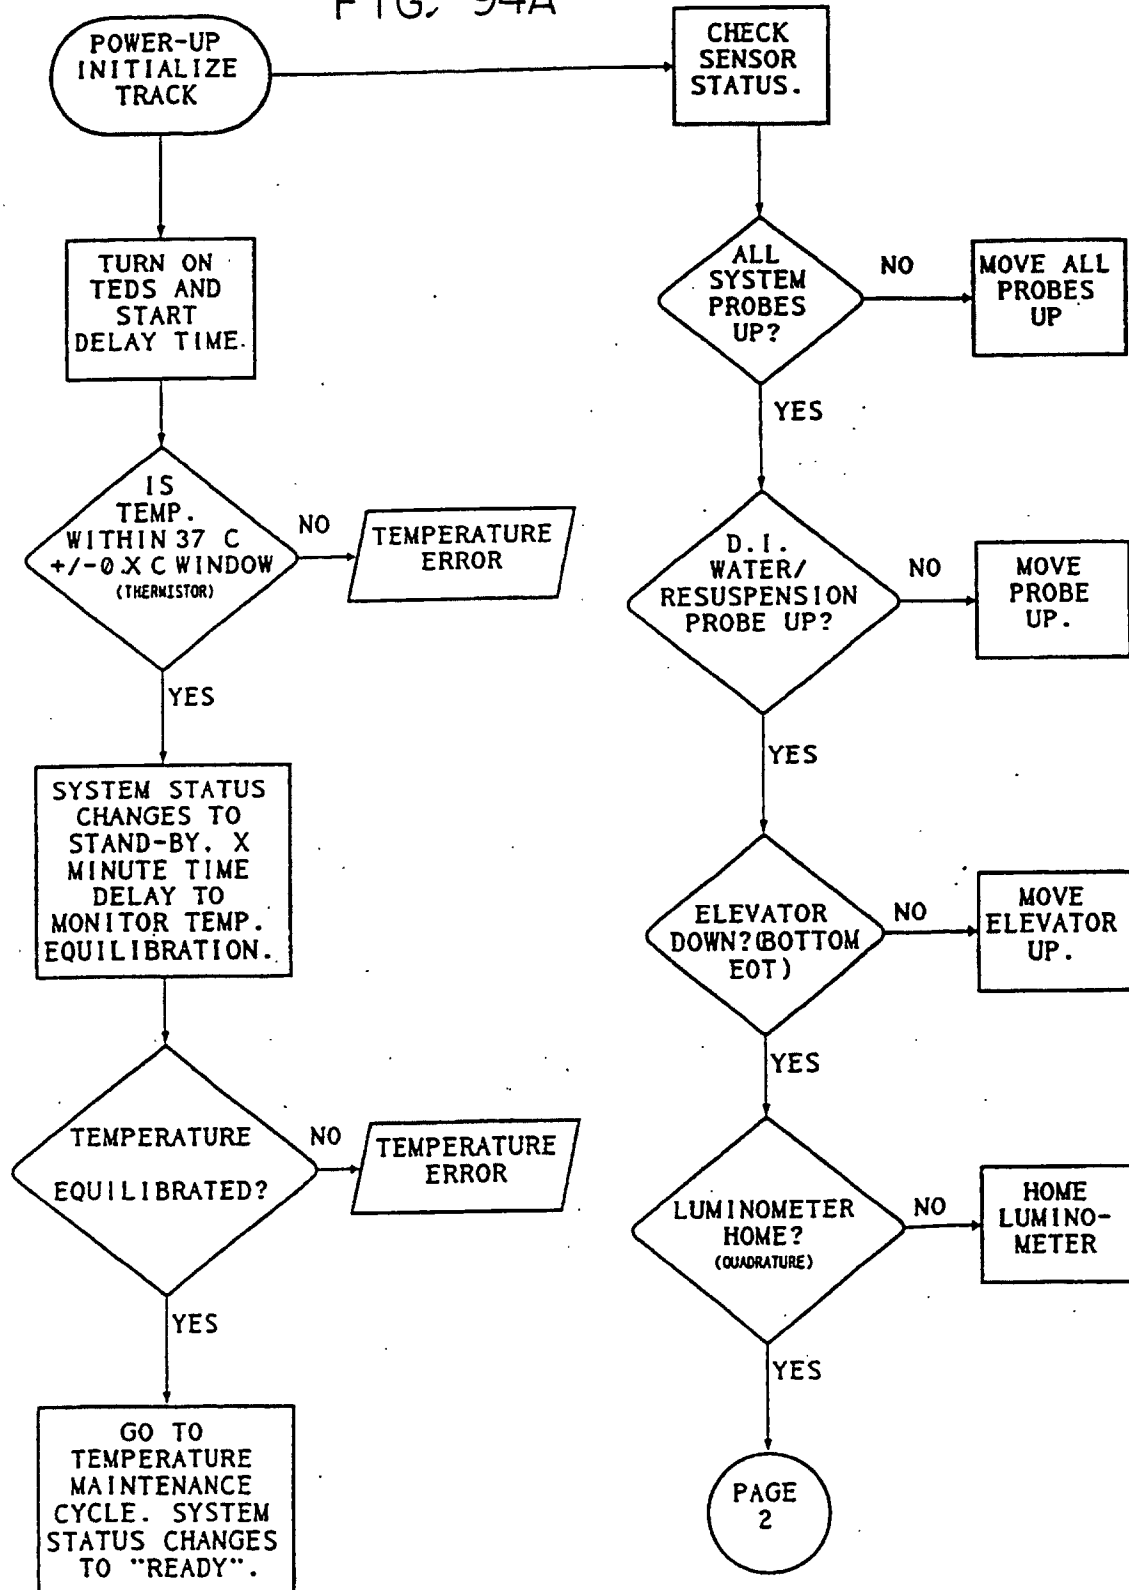 FIG. 94A
POWER-UP
INITIALIZE
TRACK
CHECK
SENSOR
STATUS.
TURN ON
TEDS AND
START
DELAY TIME.
ALL
SYSTEM
PROBES
UP?
NO
MOVE ALL
PROBES
UP
YES
IS
TEMP.
WITHIN 37 C
+/-0.X C WINDOW
(THERMISTOR)
NO
TEMPERATURE
ERROR
YES
D.I.
WATER/
RESUSPENSION
PROBE UP?
NO
MOVE
PROBE
UP.
YES
SYSTEM STATUS
CHANGES TO
STAND-BY. X
MINUTE TIME
DELAY TO
MONITOR TEMP.
EQUILIBRATION.
ELEVATOR
DOWN?(BOTTOM
EOT)
NO
MOVE
ELEVATOR
UP.
YES
TEMPERATURE
EQUILIBRATED?
NO
TEMPERATURE
ERROR
YES
LUMINOMETER
HOME?
(QUADRATURE)
NO
HOME
LUMINO-
METER
YES
GO TO
TEMPERATURE
MAINTENANCE
CYCLE. SYSTEM
STATUS CHANGES
TO "READY".
PAGE
2